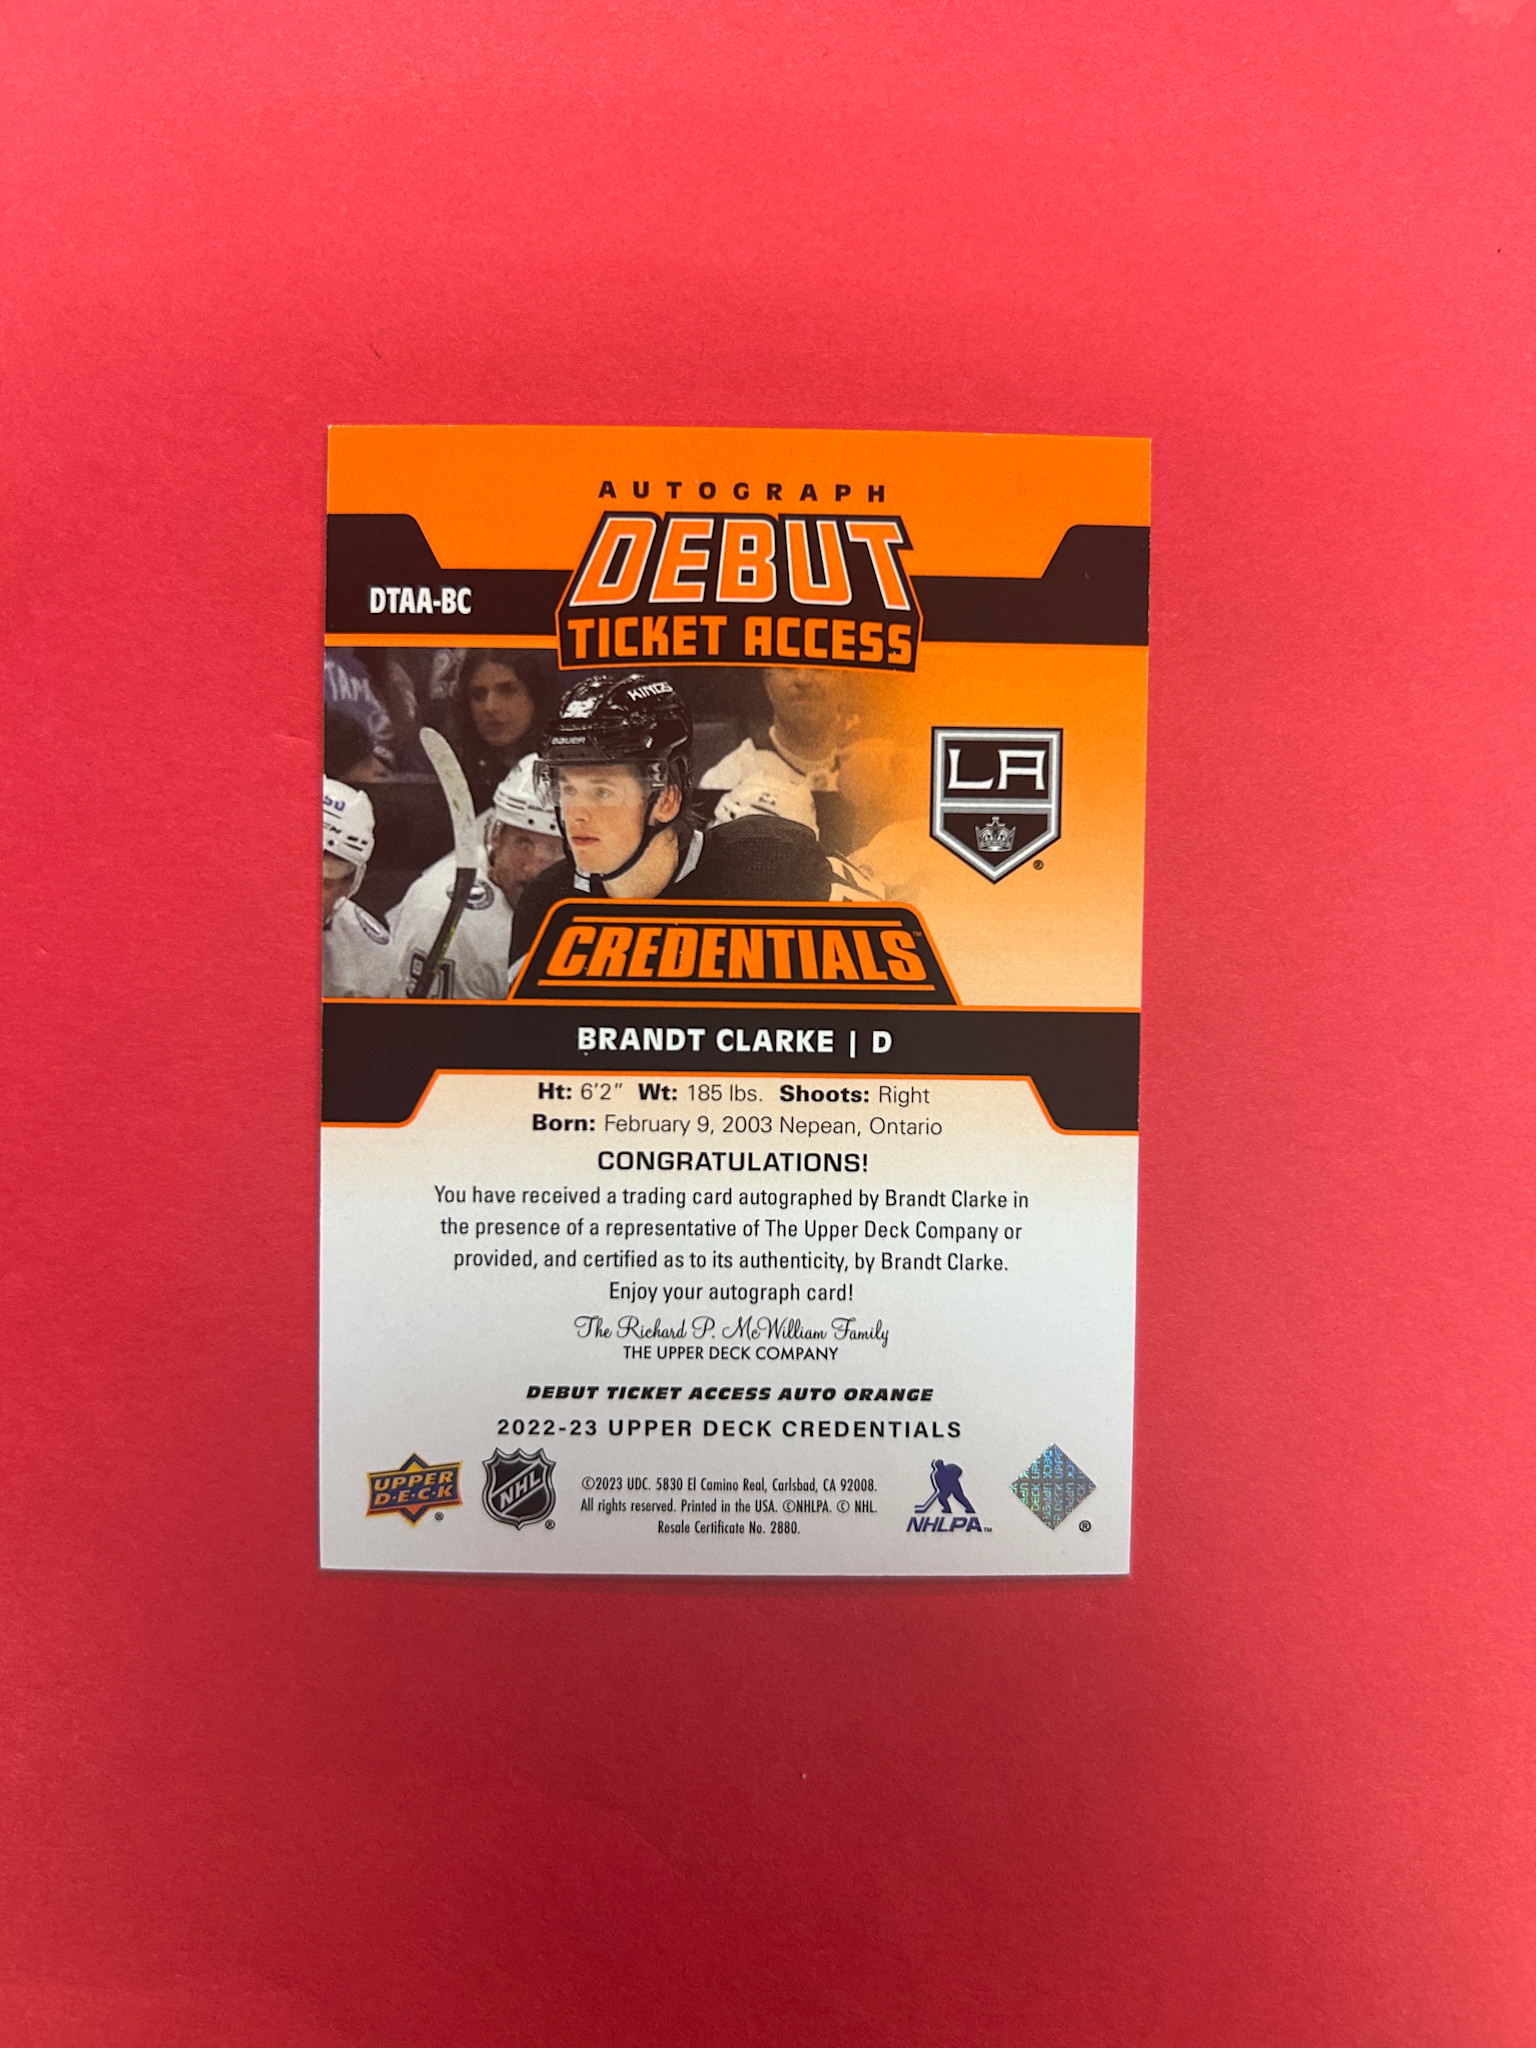 AUTOGRAPH
DEBUT
TICKET ACCESS
DTAA-BC
KINGS
BAUER
TAM
LA
®
CREDENTIALS™
BRANDT CLARKE | D
Ht: 6'2" Wt: 185 lbs. Shoots: Right
Born: February 9, 2003 Nepean, Ontario
CONGRATULATIONS!
You have received a trading card autographed by Brandt Clarke in
the presence of a representative of The Upper Deck Company or
provided, and certified as to its authenticity, by Brandt Clarke.
Enjoy your autograph card!
The Richard P. McWilliam Family
THE UPPER DECK COMPANY
DEBUT TICKET ACCESS AUTO ORANGE
2022-23 UPPER DECK CREDENTIALS
UPPER
D·E·C·K
®
NHL
®
©2023 UDC. 5830 El Camino Real, Carlsbad, CA 92008.
All rights reserved. Printed in the USA. ©NHLPA. © NHL.
Resale Certificate No. 2880.
NHLPA™
®